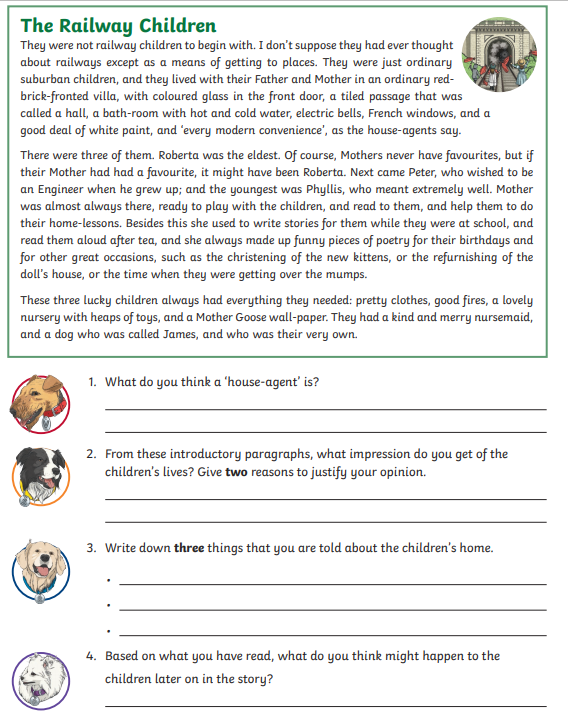 The Railway Children
They were not railway children to begin with. I don't suppose they had ever thought
about railways except as a means of getting to places. They were just ordinary
suburban children, and they lived with their Father and Mother in an ordinary red-
brick-fronted villa, with coloured glass in the front door, a tiled passage that was
called a hall, a bath-room with hot and cold water, electric bells, French windows, and a
good deal of white paint, and 'every modern convenience', as the house-agents say.
There were three of them. Roberta was the eldest. Of course, Mothers never have favourites, but if
their Mother had had a favourite, it might have been Roberta. Next came Peter, who wished to be
an Engineer when he grew up; and the youngest was Phyllis, who meant extremely well. Mother
was almost always there, ready to play with the children, and read to them, and help them to do
their home-lessons. Besides this she used to write stories for them while they were at school, and
read them aloud after tea, and she always made up funny pieces of poetry for their birthdays and
for other great occasions, such as the christening of the new kittens, or the refurnishing of the
doll's house, or the time when they were getting over the mumps.
These three lucky children always had everything they needed: pretty clothes, good fires, a lovely
nursery with heaps of toys, and a Mother Goose wall-paper. They had a kind and merry nursemaid,
and a dog who was called James, and who was their very own.
1. What do you think a 'house-agent' is?
2. From these introductory paragraphs, what impression do you get of the
children's lives? Give two reasons to justify your opinion.
3. Write down three things that you are told about the children's home.
•
•
•
4. Based on what you have read, what do you think might happen to the
children later on in the story?